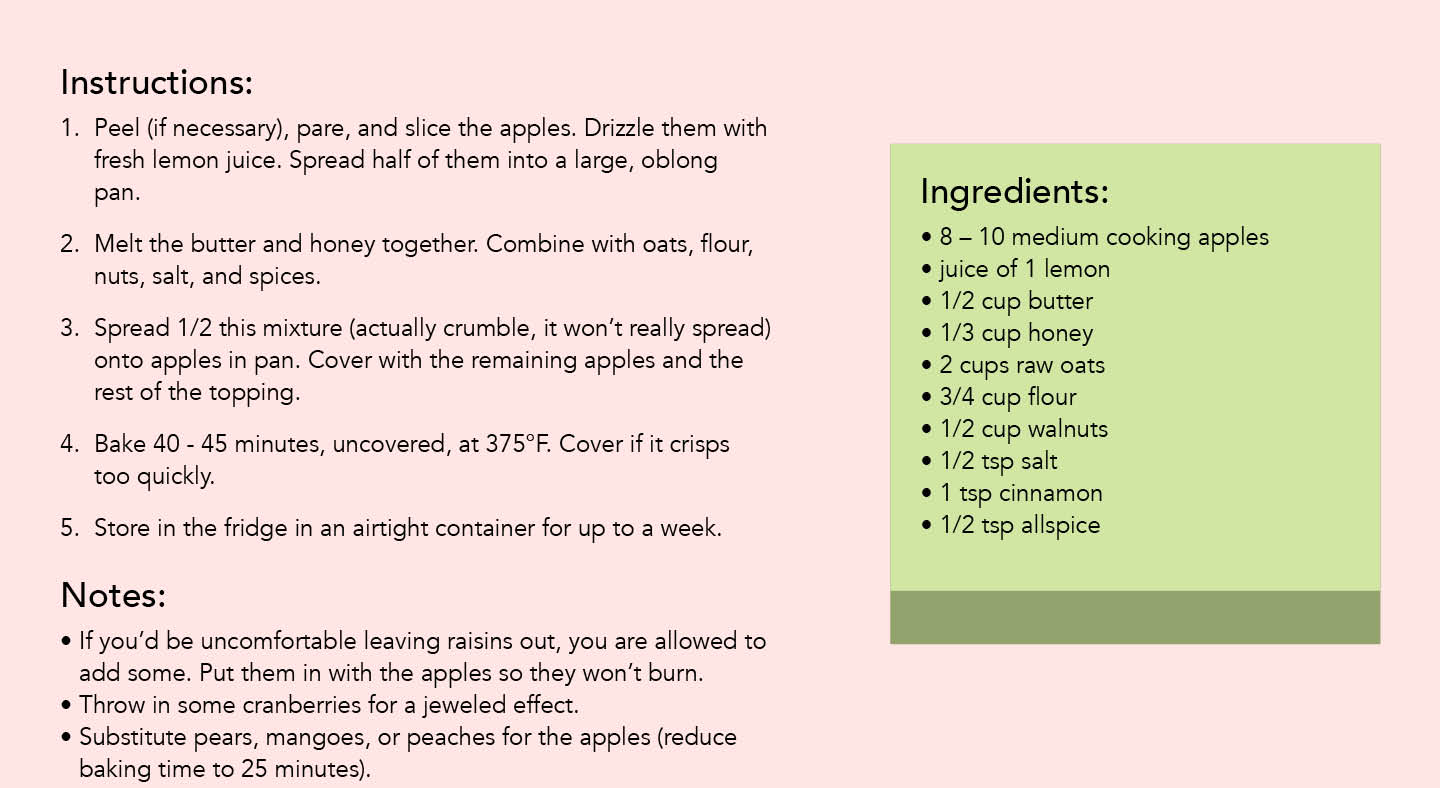 Instructions:
1. Peel (if necessary), pare, and slice the apples. Drizzle them with
fresh lemon juice. Spread half of them into a large, oblong
pan.
2. Melt the butter and honey together. Combine with oats, flour,
nuts, salt, and spices.
3. Spread 1/2 this mixture (actually crumble, it won’t really spread)
onto apples in pan. Cover with the remaining apples and the
rest of the topping.
4. Bake 40 - 45 minutes, uncovered, at 375°F. Cover if it crisps
too quickly.
5. Store in the fridge in an airtight container for up to a week.
Notes:
• If you’d be uncomfortable leaving raisins out, you are allowed to
add some. Put them in with the apples so they won’t burn.
• Throw in some cranberries for a jeweled effect.
• Substitute pears, mangoes, or peaches for the apples (reduce
baking time to 25 minutes).
Ingredients:
• 8 – 10 medium cooking apples
• juice of 1 lemon
• 1/2 cup butter
• 1/3 cup honey
• 2 cups raw oats
• 3/4 cup flour
• 1/2 cup walnuts
• 1/2 tsp salt
• 1 tsp cinnamon
• 1/2 tsp allspice